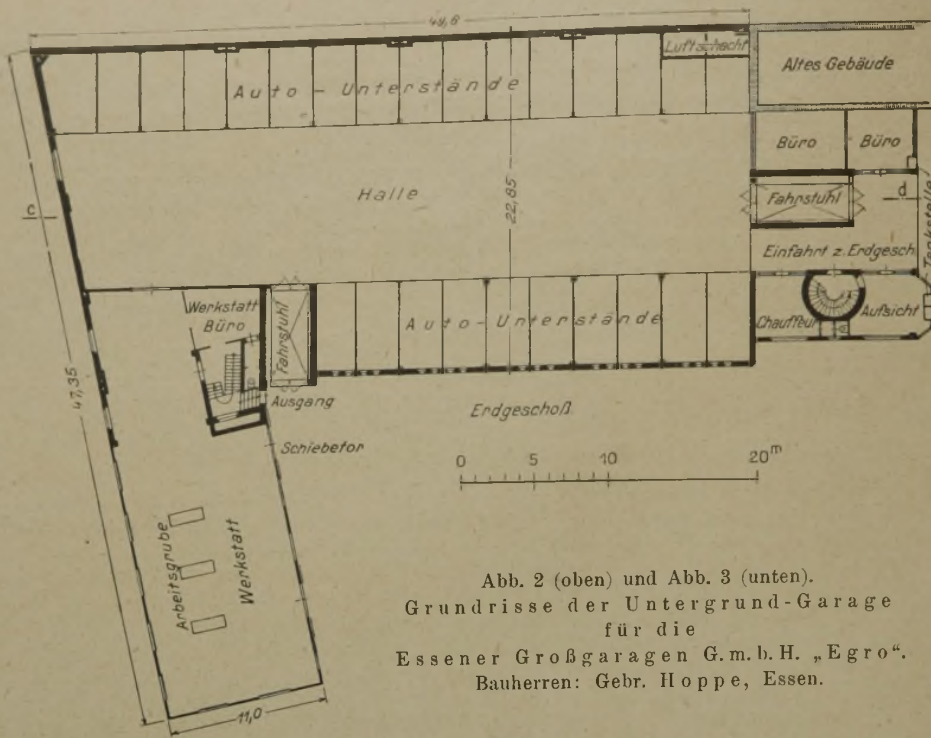 48,6
Luftschacht
Altes Gebäude
Auto - Unterstände
Büro Büro
Halle
22,85
Fahrstuhl
c
d
Tankstelle
Einfahrt z. Erdgesch.
Werkstatt
Büro
Fahrstuhl
Auto - Unterstände
Chauffeur
Aufsicht
47,35
Ausgang
Erdgeschoß
Schiebetor
0 5 10 20m
Arbeitsgrube
Werkstatt
11,0
Abb. 2 (oben) und Abb. 3 (unten).
Grundrisse der Untergrund-Garage
für die
Essener Großgaragen G.m.b.H. „Egro“.
Bauherren: Gebr. Hoppe, Essen.